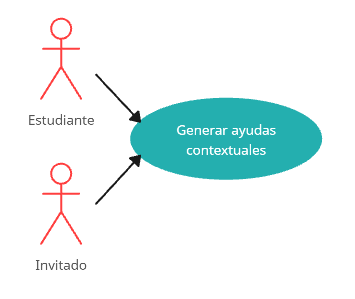 Estudiante
Generar ayudas
contextuales
Invitado